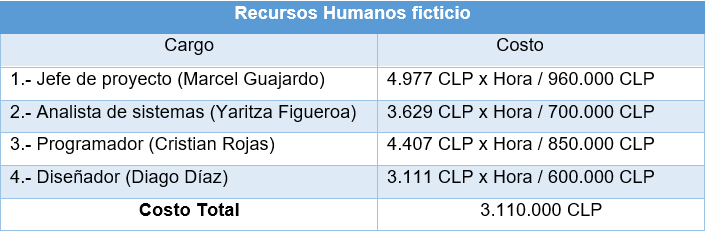 Recursos Humanos ficticio
Cargo Costo
1.- Jefe de proyecto (Marcel Guajardo) 4.977 CLP x Hora / 960.000 CLP
2.- Analista de sistemas (Yaritza Figueroa) 3.629 CLP x Hora / 700.000 CLP
3.- Programador (Cristian Rojas) 4.407 CLP x Hora / 850.000 CLP
4.- Diseñador (Diago Díaz) 3.111 CLP x Hora / 600.000 CLP
Costo Total 3.110.000 CLP